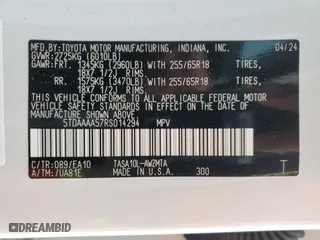 MFD. BY: TOYOTA MOTOR MANUFACTURING, INDIANA, INC. 04/24
GVWR: 2725KG (6010LB)
GAWR: FRT. 1345KG (2960LB) WITH 255/65R18 TIRES,
18X7 1/2J RIMS.
RR. 1575KG (3470LB) WITH 255/65R18 TIRES,
18X7 1/2J RIMS.
THIS VEHICLE CONFORMS TO ALL APPLICABLE FEDERAL MOTOR
VEHICLE SAFETY STANDARDS IN EFFECT ON THE DATE OF
MANUFACTURE SHOWN ABOVE.
5TDAAAA57RS014294 MPV
C/TR: 089/EA10 TASA10L-AWZMTA T
A/TM: /UA81E MADE IN U.S.A. 300